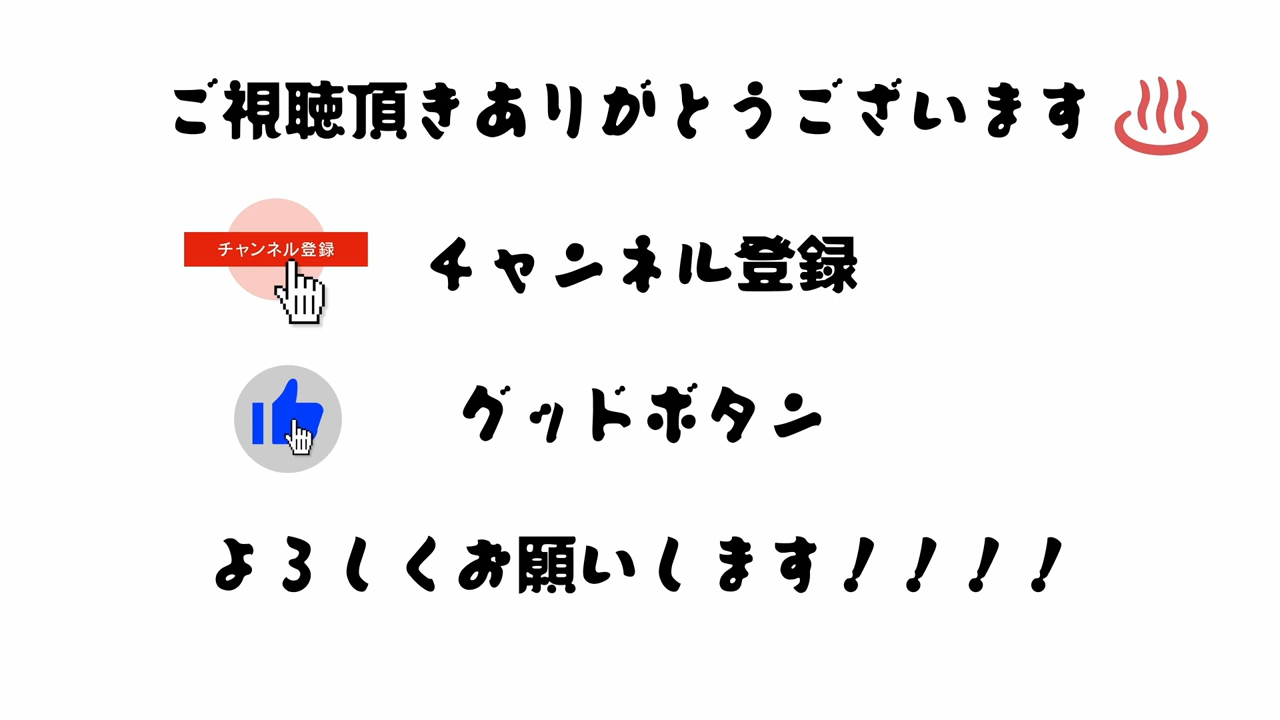 ご視聴頂きありがとうございます♨
チャンネル登録
チャンネル登録
グッドボタン
よろしくお願いします!!!!